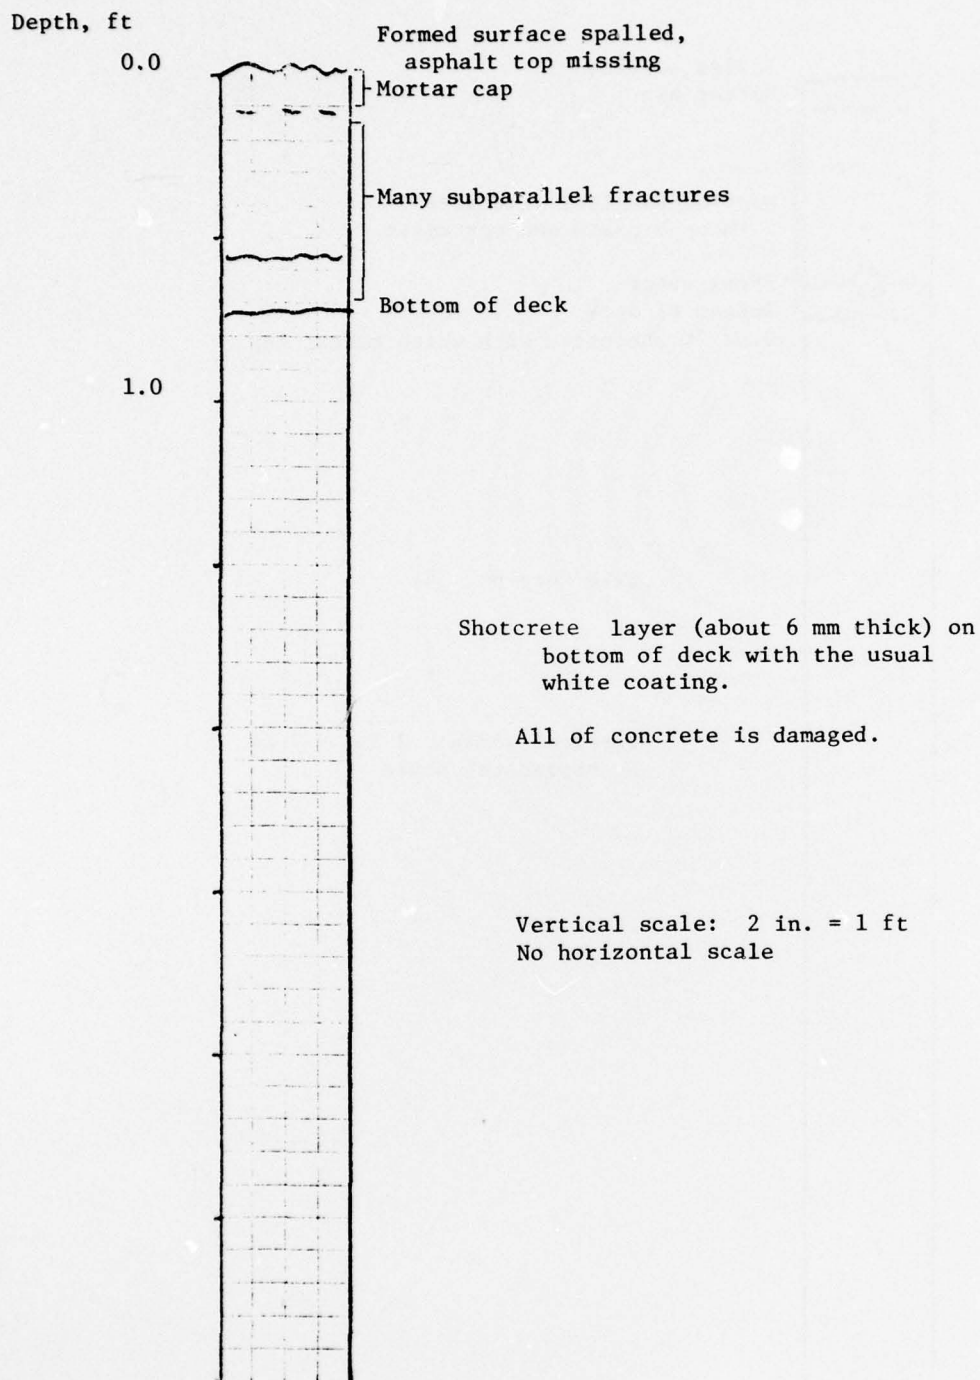 Depth, ft
Formed surface spalled,
asphalt top missing
0.0
Mortar cap
Many subparallel fractures
Bottom of deck
1.0
Shotcrete layer (about 6 mm thick) on
bottom of deck with the usual
white coating.
All of concrete is damaged.
Vertical scale: 2 in. = 1 ft
No horizontal scale